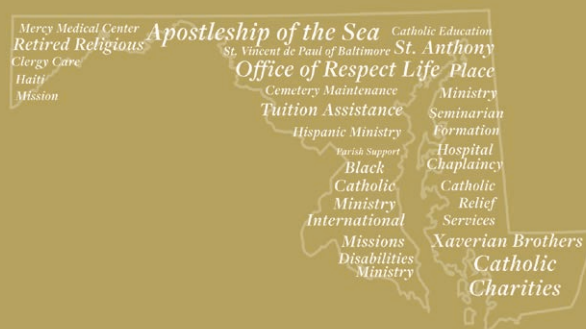 Mercy Medical Center
Apostleship of the Sea
Catholic Education
Retired Religious
St. Vincent de Paul of Baltimore
St. Anthony
Clergy Care
Office of Respect Life
Place
Haiti
Cemetery Maintenance
Ministry
Mission
Tuition Assistance
Seminarian
Hispanic Ministry
Formation
Parish Support
Hospital
Black
Chaplaincy
Catholic
Catholic
Ministry
Relief
International
Services
Missions
Xaverian Brothers
Disabilities
Catholic
Ministry
Charities